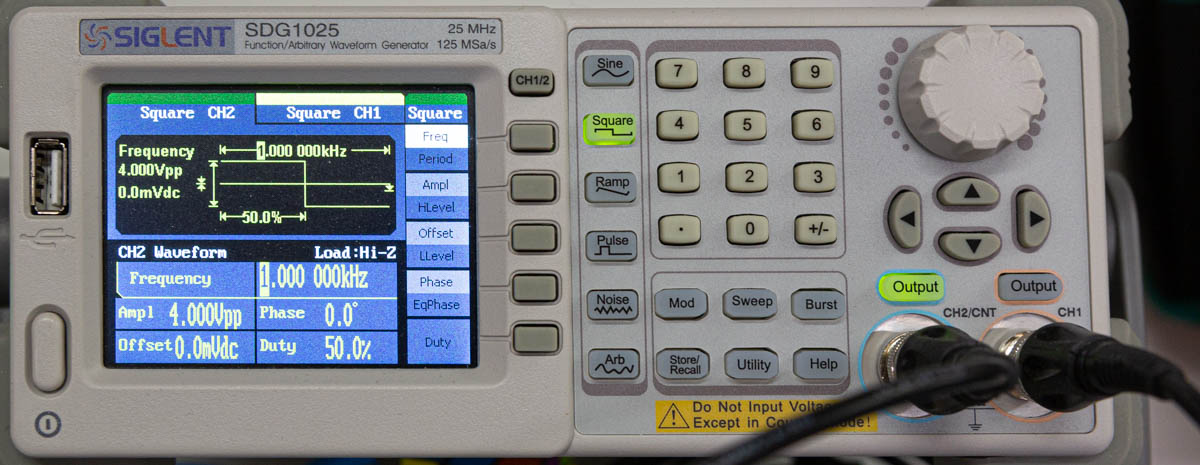 SIGLENT SDG1025 25 MHz
Function/Arbitrary Waveform Generator 125 MSa/s
CH1/2
Square CH2 Square CH1 Square
Frequency 1.000 000kHz
4.000Vpp
0.0mVdc
50.0%
CH2 Waveform Load:Hi-Z
Frequency 1.000 000kHz
Ampl 4.000Vpp Phase 0.0°
Offset 0.0mVdc Duty 50.0%
Freq
Period
Ampl
HLevel
Offset
LLevel
Phase
EqPhase
Duty
Sine
Square
Ramp
Pulse
Noise
Arb
7 8 9
4 5 6
1 2 3
. 0 +/-
Mod Sweep Burst
Store/Recall Utility Help
Output Output
CH2/CNT CH1
Do Not Input
Except in mode!